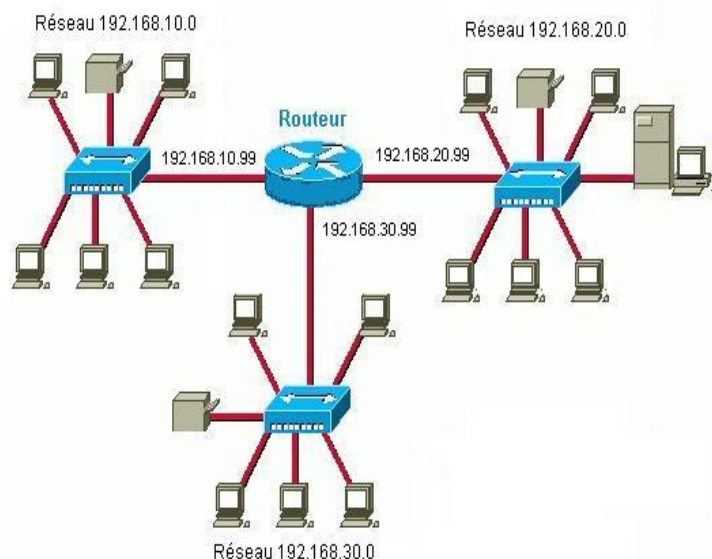 Réseau 192.168.10.0
Réseau 192.168.20.0
Routeur
192.168.10.99
192.168.20.99
192.168.30.99
Réseau 192.168.30.0